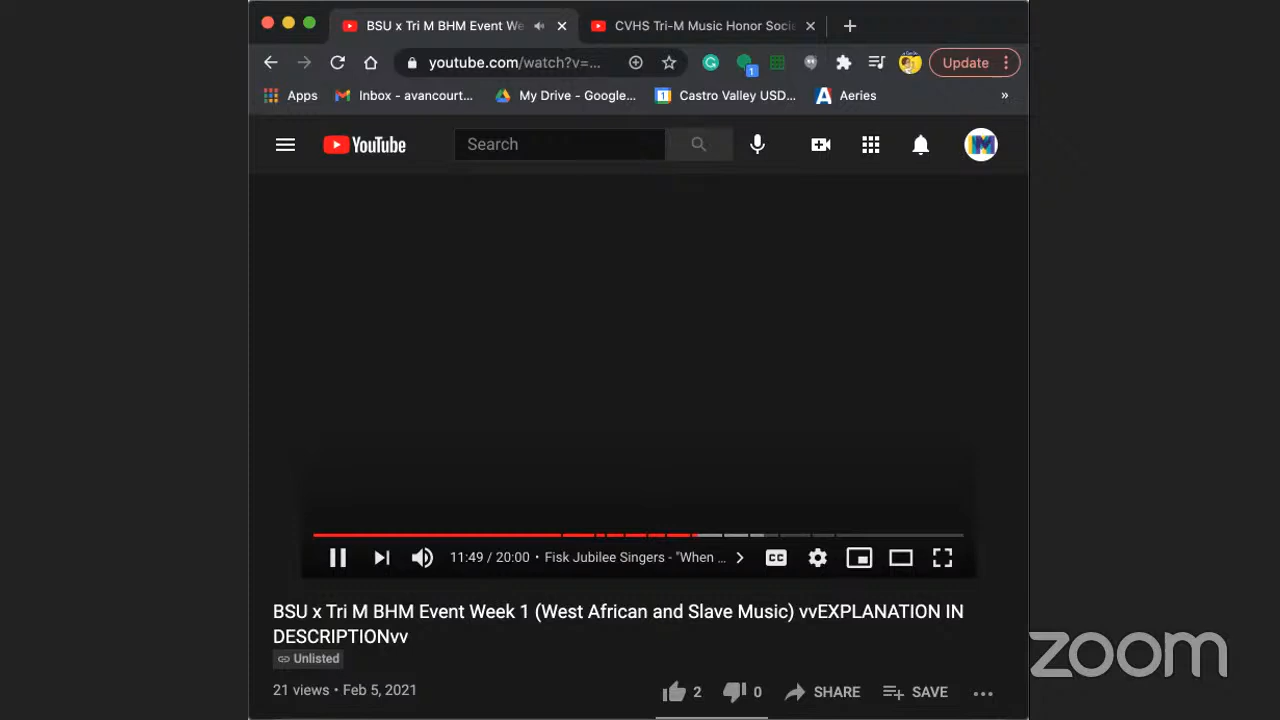 BSU x Tri M BHM Event We
CVHS Tri-M Music Honor Socie
youtube.com/watch?v=...
1
Update
Apps
Inbox - avancourt...
My Drive - Google...
1
Castro Valley USD...
Aeries
»
YouTube
Search
11:49 / 20:00 • Fisk Jubilee Singers - "When ...
CC
BSU x Tri M BHM Event Week 1 (West African and Slave Music) vvEXPLANATION IN
DESCRIPTIONvv
Unlisted
21 views • Feb 5, 2021
2
0
SHARE
SAVE
zoom